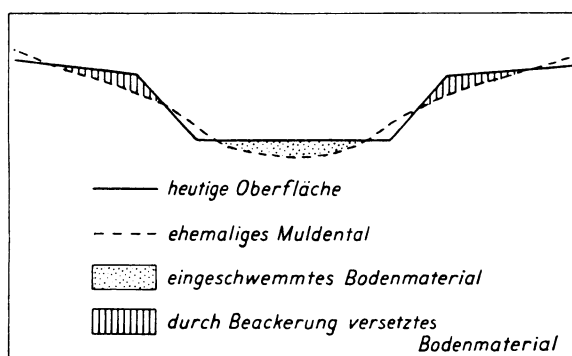 heutige Oberfläche
ehemaliges Muldental
eingeschwemmtes Bodenmaterial
durch Beackerung versetztes
Bodenmaterial